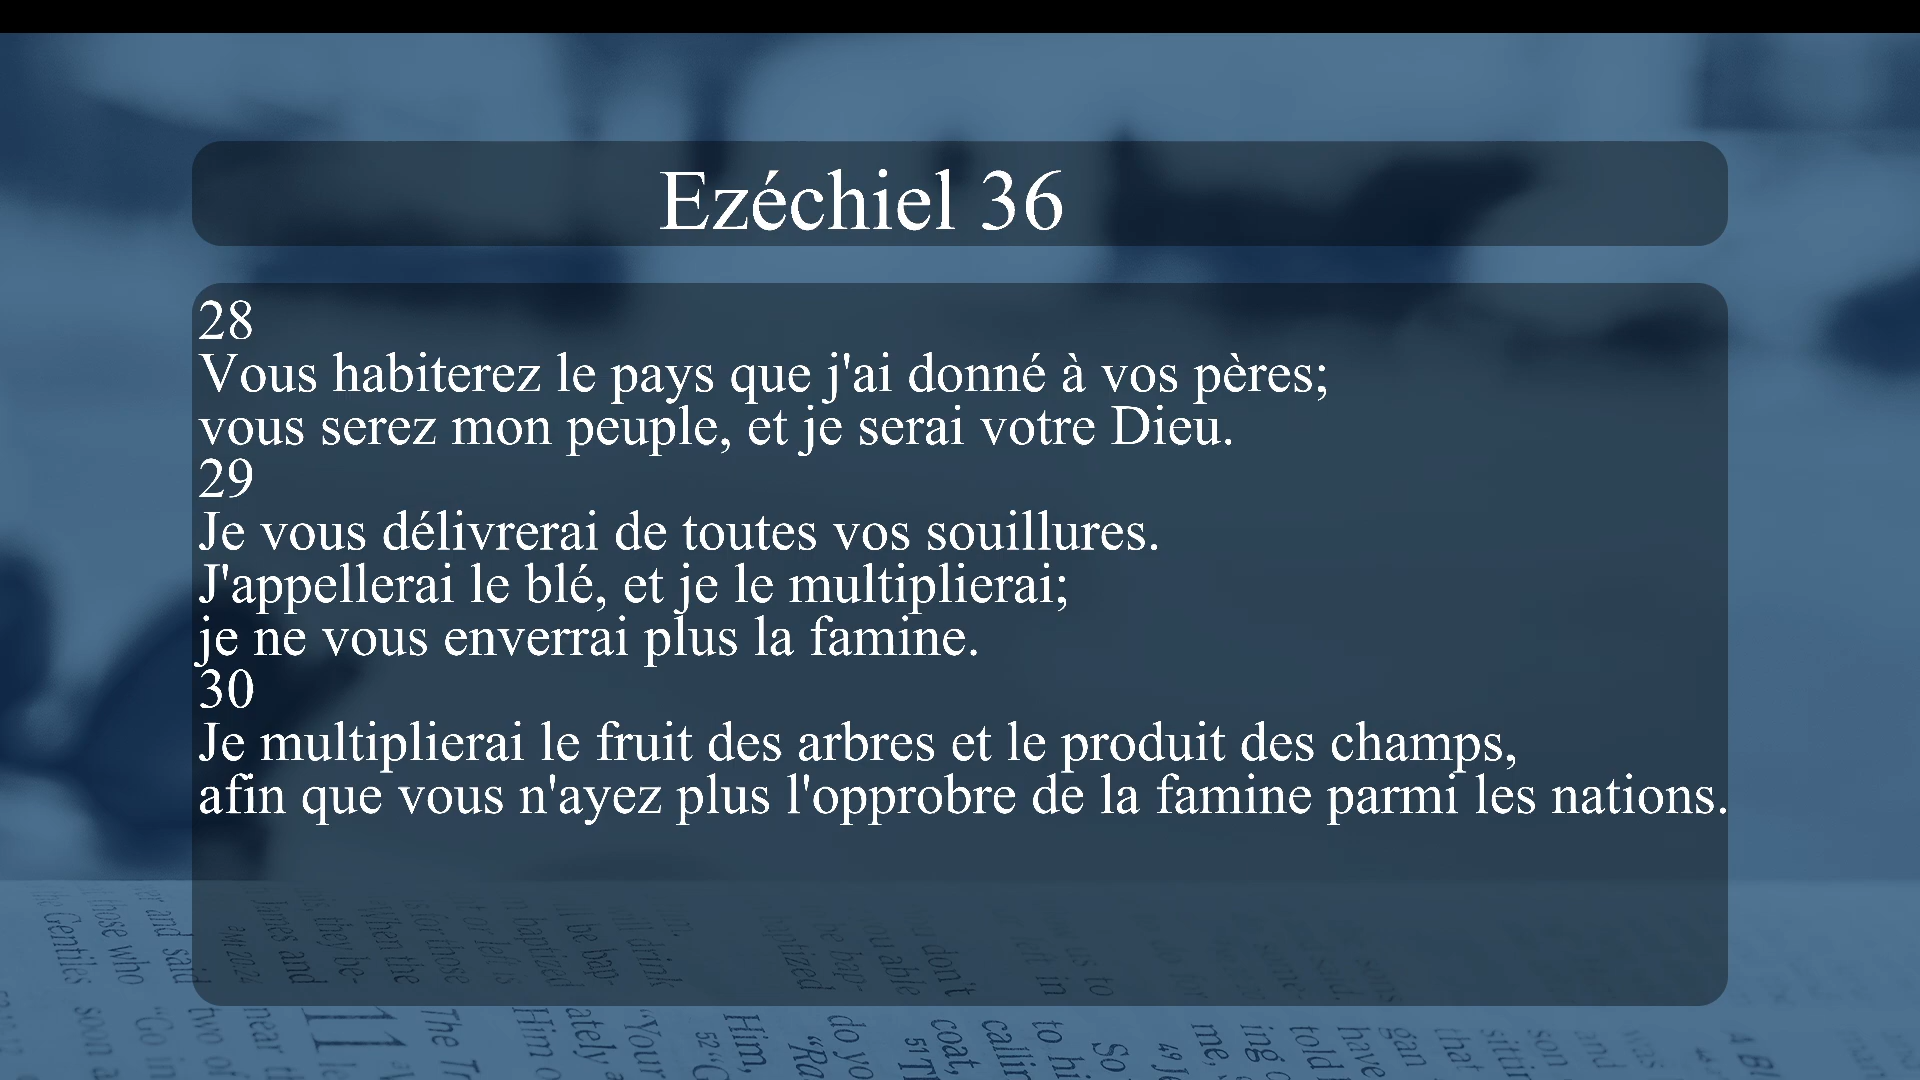 Ezéchiel 36
28
Vous habiterez le pays que j'ai donné à vos pères;
vous serez mon peuple, et je serai votre Dieu.
29
Je vous délivrerai de toutes vos souillures.
J'appellerai le blé, et je le multiplierai;
je ne vous enverrai plus la famine.
30
Je multiplierai le fruit des arbres et le produit des champs,
afin que vous n'ayez plus l'opprobre de la famine parmi les nations.